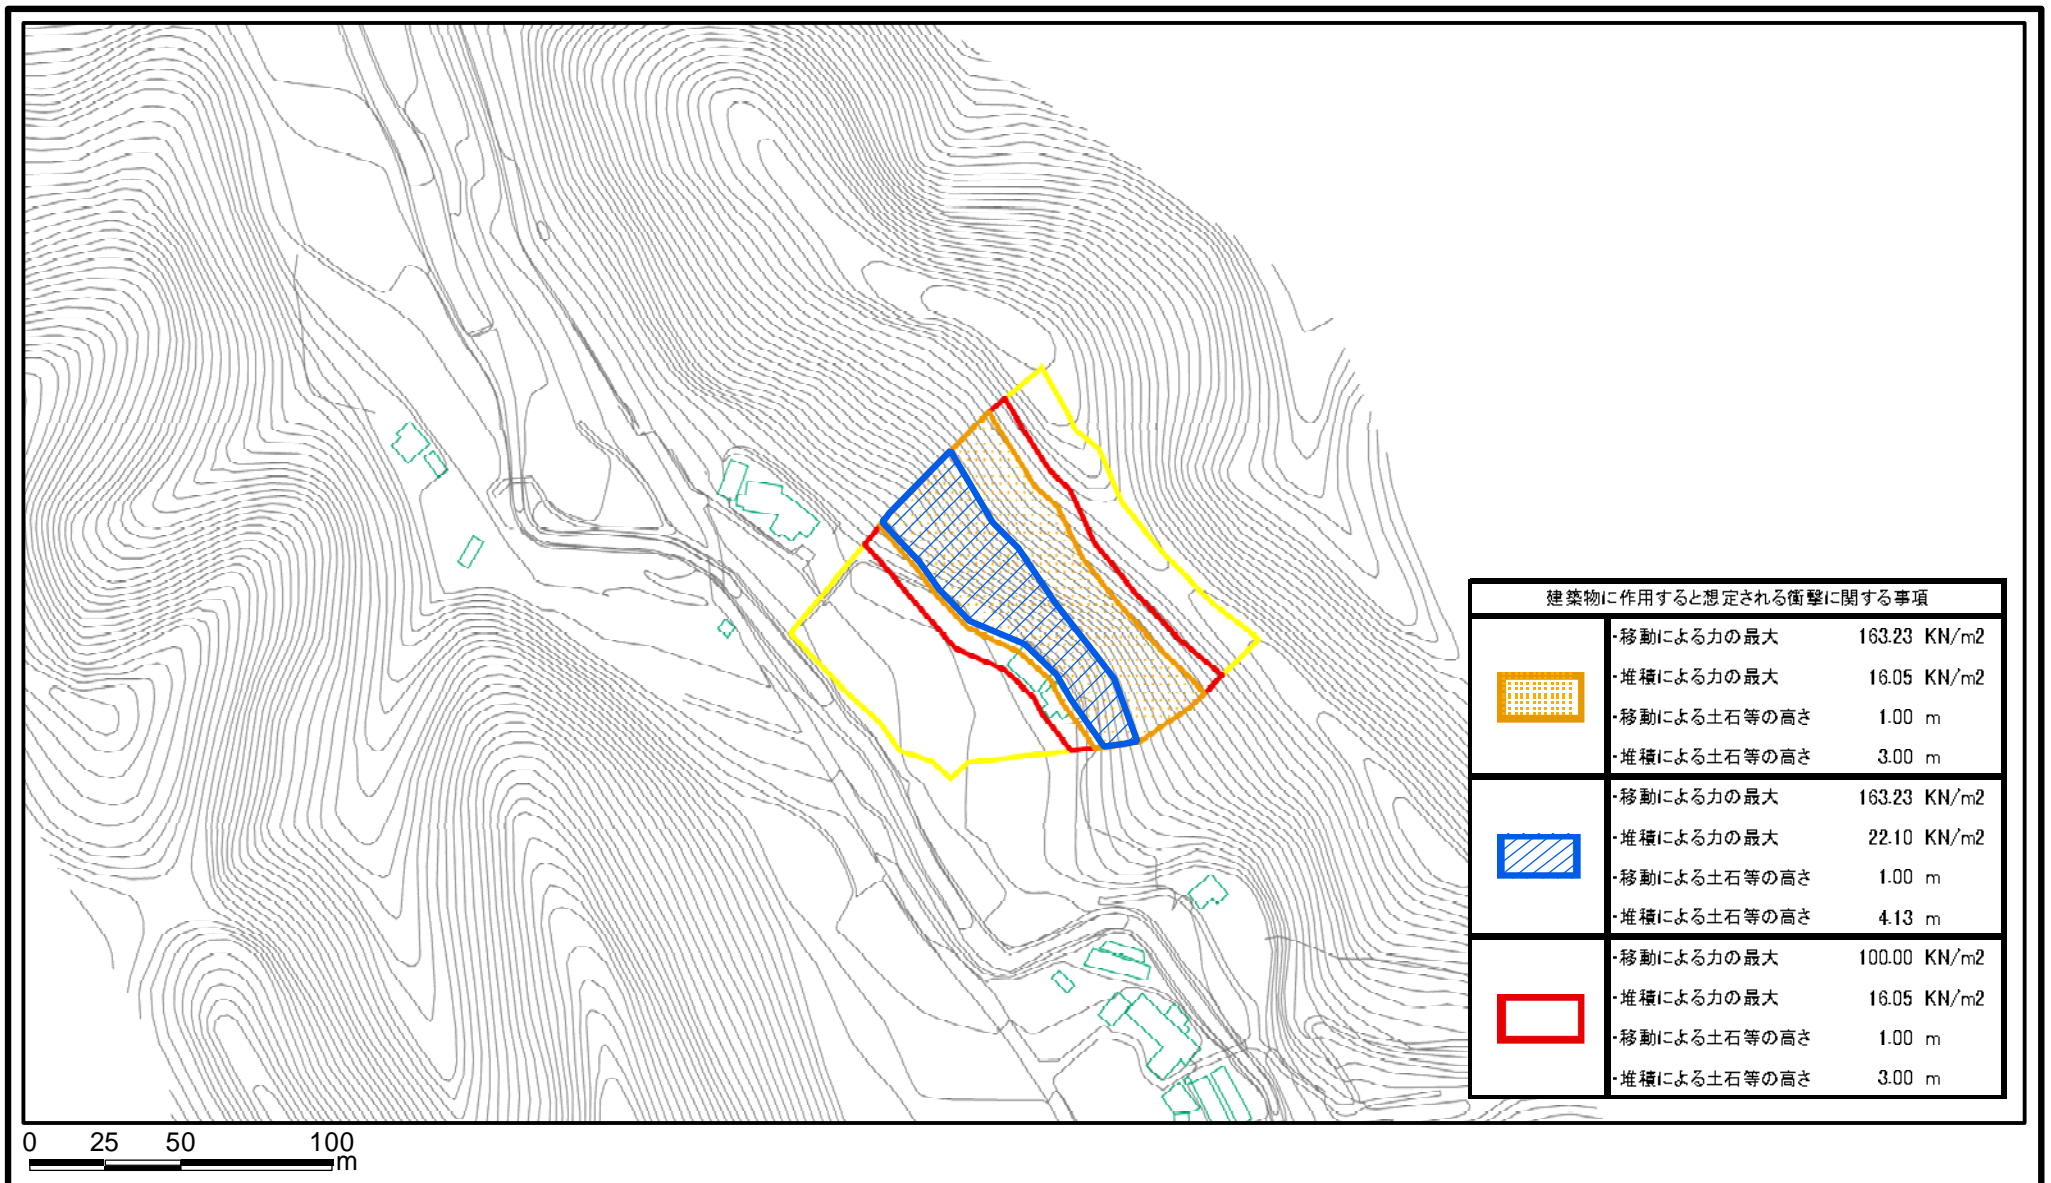 建築物に作用すると想定される衝撃に関する事項
・移動による力の最大 163.23 KN/m2
・堆積による力の最大 16.05 KN/m2
・移動による土石等の高さ 1.00 m
・堆積による土石等の高さ 3.00 m
・移動による力の最大 163.23 KN/m2
・堆積による力の最大 22.10 KN/m2
・移動による土石等の高さ 1.00 m
・堆積による土石等の高さ 4.13 m
・移動による力の最大 100.00 KN/m2
・堆積による力の最大 16.05 KN/m2
・移動による土石等の高さ 1.00 m
・堆積による土石等の高さ 3.00 m
0 25 50 100
m